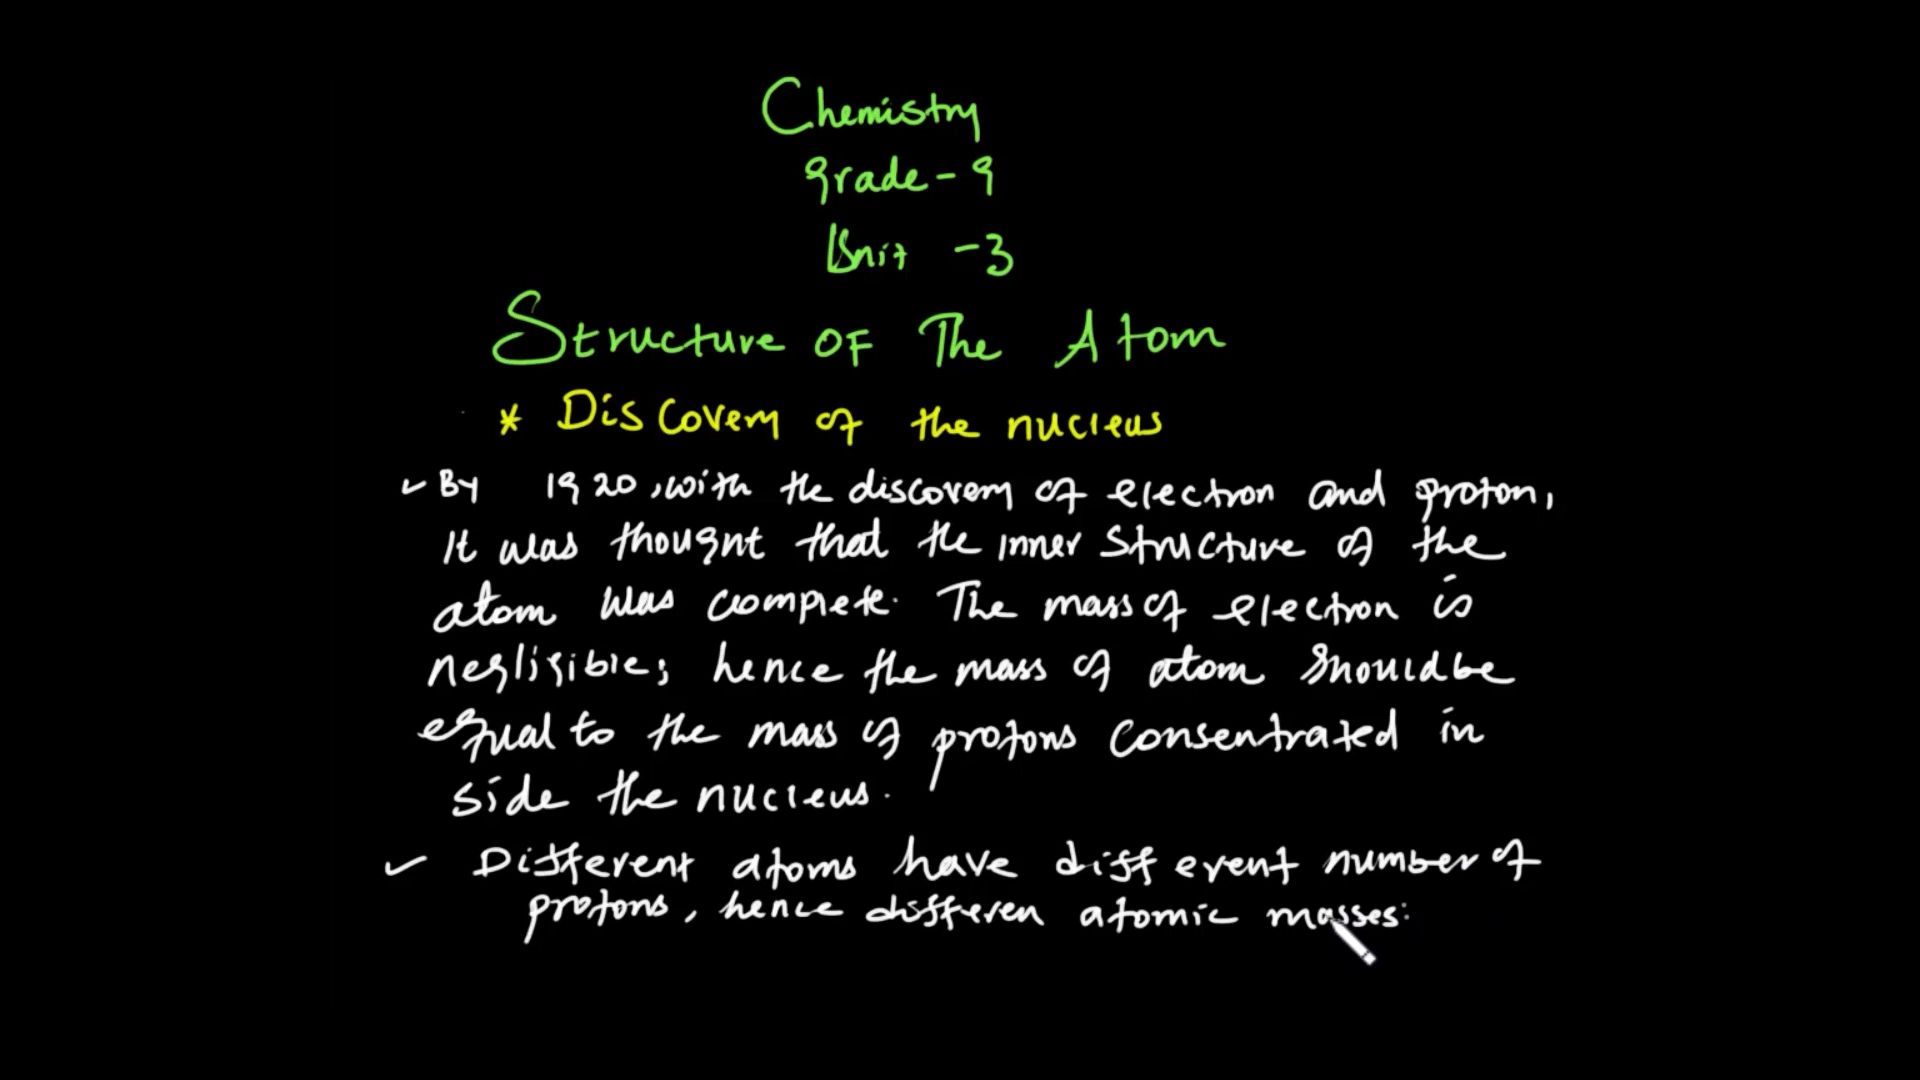 Chemistry
grade - 9
Unit - 3
Structure OF The Atom
* Discovery of the nucleus
✓ By 1920, with the discovery of electron and proton,
It was thought that the inner structure of the
atom was complete. The mass of electron is
negligible; hence the mass of atom should be
equal to the mass of protons consentrated in
side the nucleus.
✓ Different atoms have different number of
protons, hence differen atomic masses: